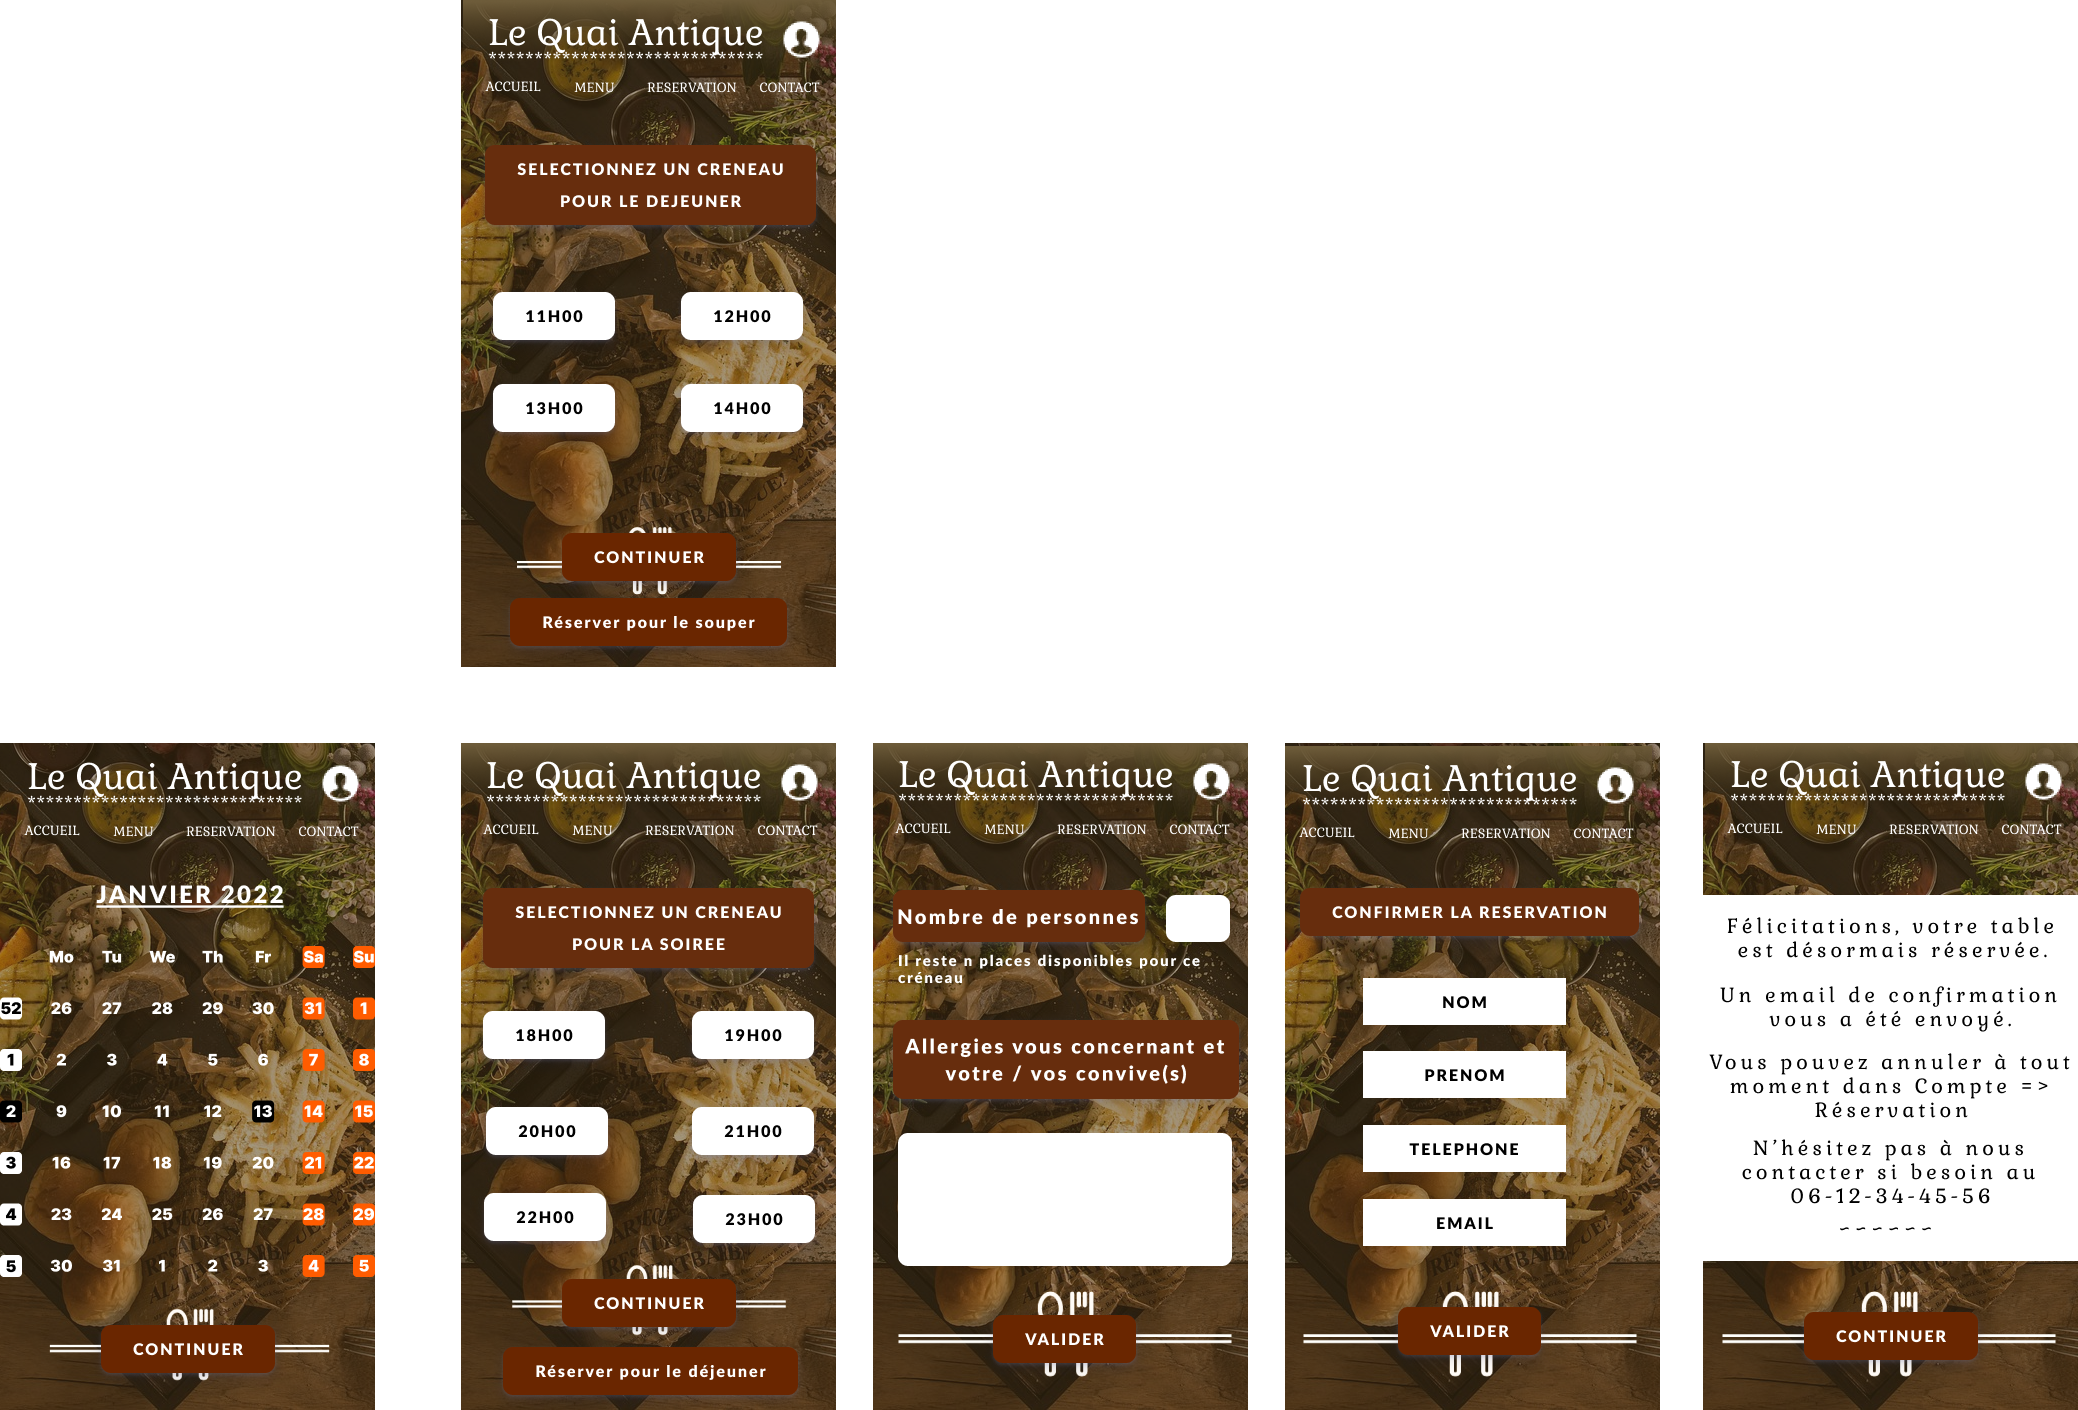 Le Quai Antique
******************************
ACCUEIL MENU RESERVATION CONTACT
SELECTIONNEZ UN CRENEAU
POUR LE DEJEUNER
11H00 12H00
13H00 14H00
CONTINUER
Réserver pour le souper
Le Quai Antique
******************************
ACCUEIL MENU RESERVATION CONTACT
JANVIER 2022
Mo Tu We Th Fr Sa Su
52 26 27 28 29 30 31 1
1 2 3 4 5 6 7 8
2 9 10 11 12 13 14 15
3 16 17 18 19 20 21 22
4 23 24 25 26 27 28 29
5 30 31 1 2 3 4 5
CONTINUER
Le Quai Antique
******************************
ACCUEIL MENU RESERVATION CONTACT
SELECTIONNEZ UN CRENEAU
POUR LA SOIREE
18H00 19H00
20H00 21H00
22H00 23H00
CONTINUER
Réserver pour le déjeuner
Le Quai Antique
******************************
ACCUEIL MENU RESERVATION CONTACT
Nombre de personnes
Il reste n places disponibles pour ce
créneau
Allergies vous concernant et
votre / vos convive(s)
VALIDER
Le Quai Antique
******************************
ACCUEIL MENU RESERVATION CONTACT
CONFIRMER LA RESERVATION
NOM
PRENOM
TELEPHONE
EMAIL
VALIDER
Le Quai Antique
******************************
ACCUEIL MENU RESERVATION CONTACT
Félicitations, votre table
est désormais réservée.
Un email de confirmation
vous a été envoyé.
Vous pouvez annuler à tout
moment dans Compte =>
Réservation
N’hésitez pas à nous
contacter si besoin au
06-12-34-45-56
~~~~~~
CONTINUER